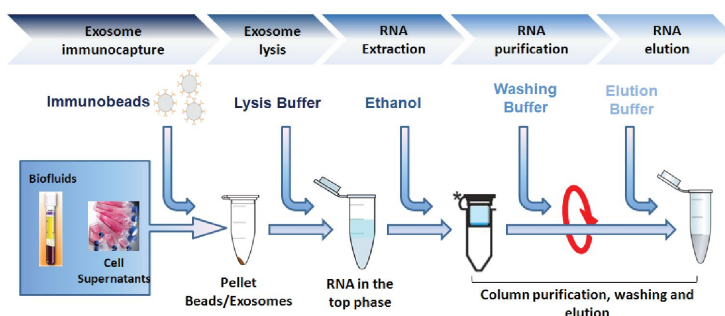 Exosome
immunocapture
Exosome
lysis
RNA
Extraction
RNA
purification
RNA
elution
Immunobeads
Lysis Buffer
Ethanol
Washing
Buffer
Elution
Buffer
Biofluids
Cell
Supernatants
*
Pellet
Beads/Exosomes
RNA in the
top phase
Column purification, washing and
elution